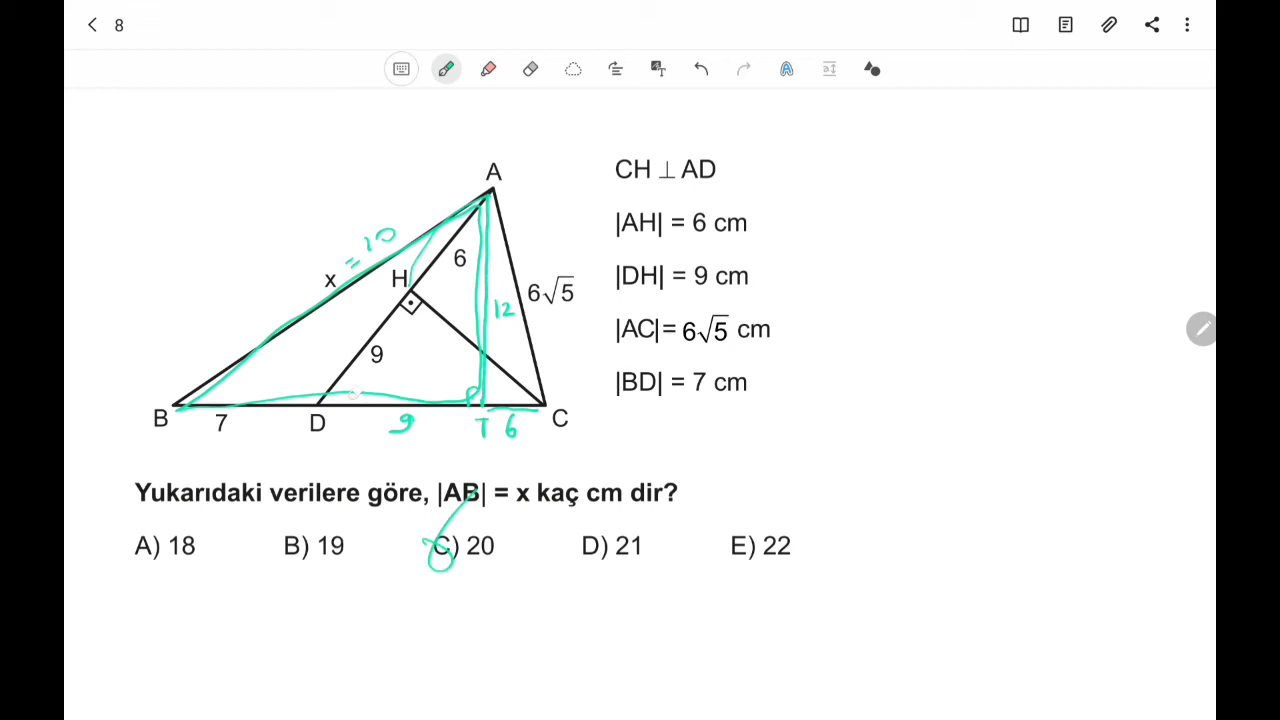 8
A
CH ⊥ AD
|AH| = 6 cm
= 10
x
H
6
6√5
12
|DH| = 9 cm
|AC|= 6√5 cm
9
|BD| = 7 cm
B
7
D
9
T
6
C
Yukarıdaki verilere göre, |AB| = x kaç cm dir?
A) 18 B) 19 C) 20 D) 21 E) 22